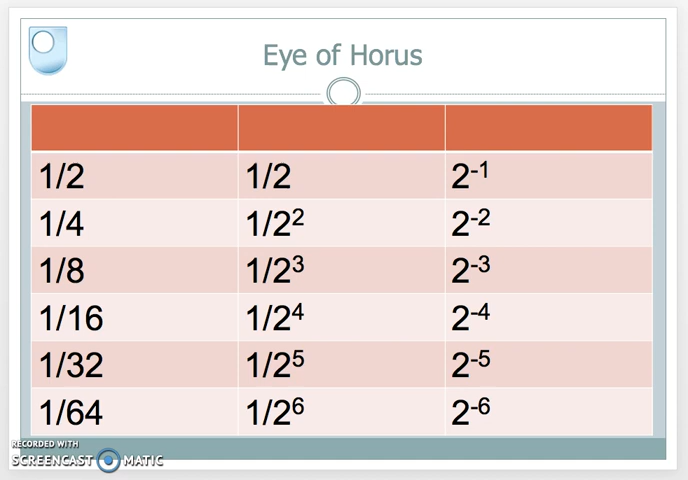 Eye of Horus
1/2 1/2 2⁻¹
1/4 1/2² 2⁻²
1/8 1/2³ 2⁻³
1/16 1/2⁴ 2⁻⁴
1/32 1/2⁵ 2⁻⁵
1/64 1/2⁶ 2⁻⁶
RECORDED WITH
SCREENCAST MATIC